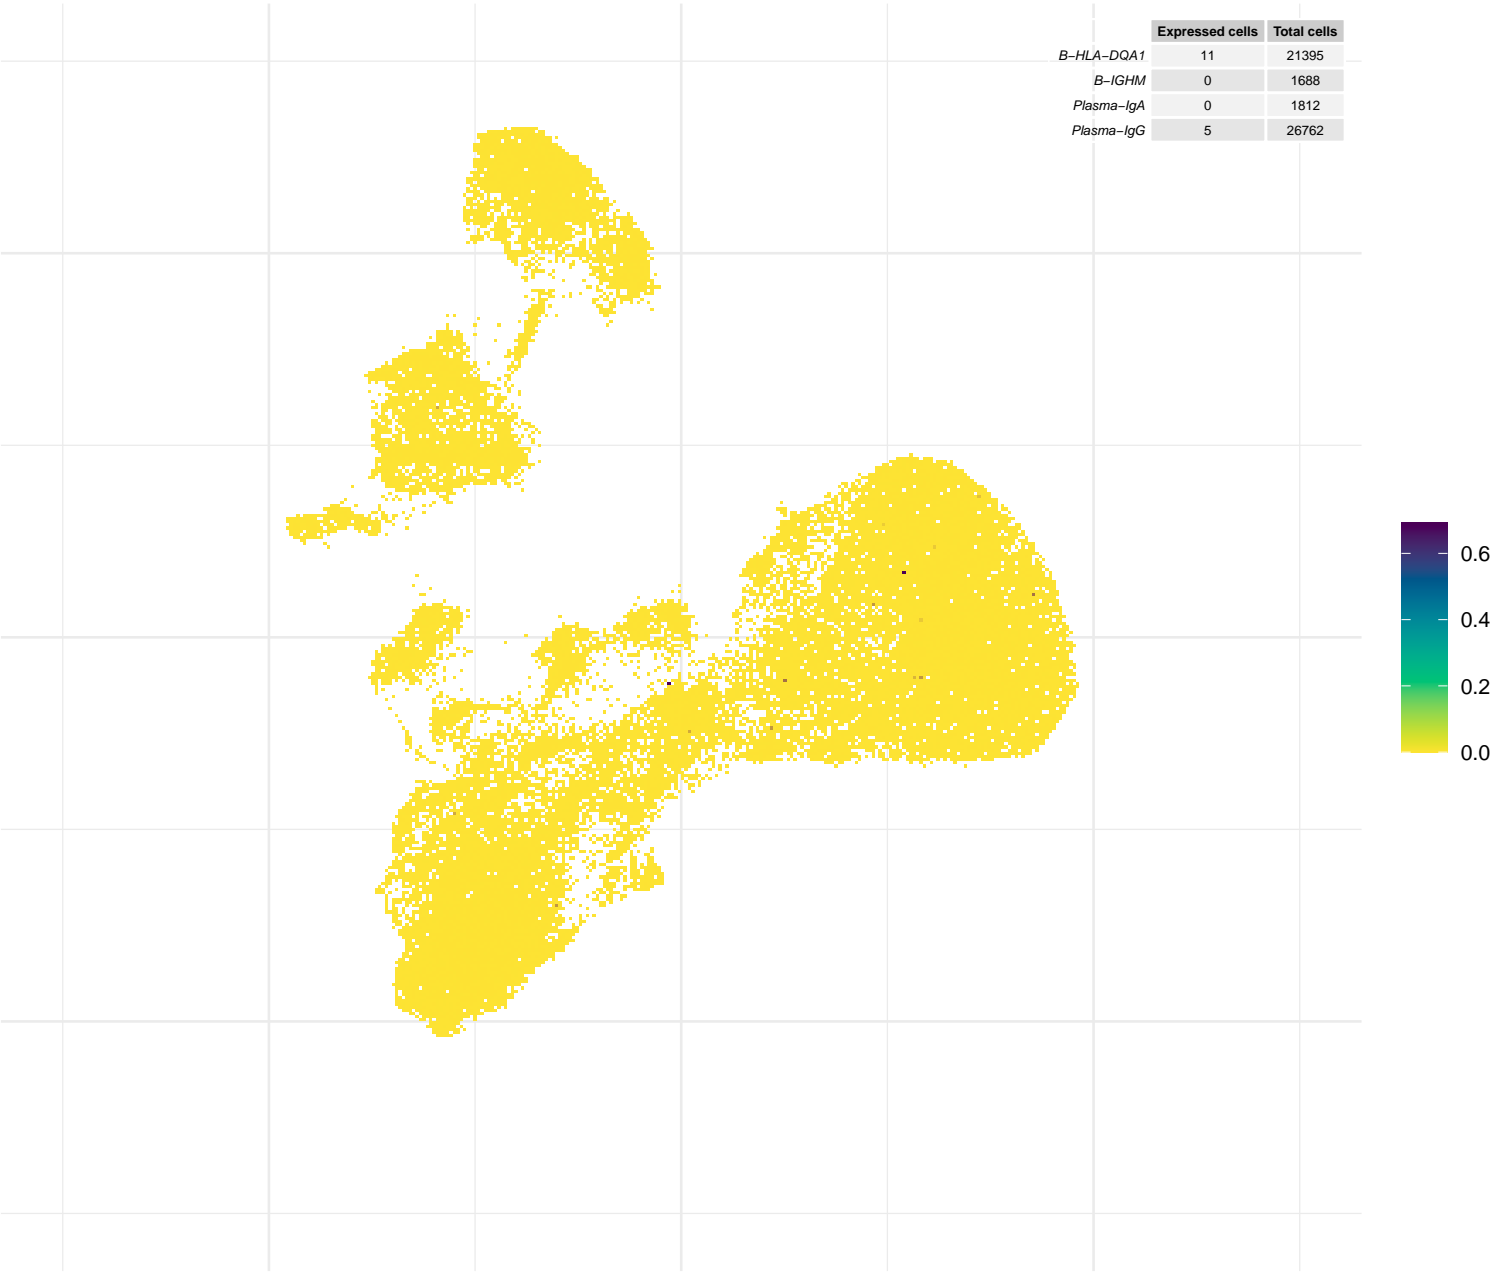 Expressed cells Total cells
B−HLA−DQA1 11 21395
B−IGHM 0 1688
Plasma−IgA 0 1812
Plasma−IgG 5 26762
0.6
0.4
0.2
0.0